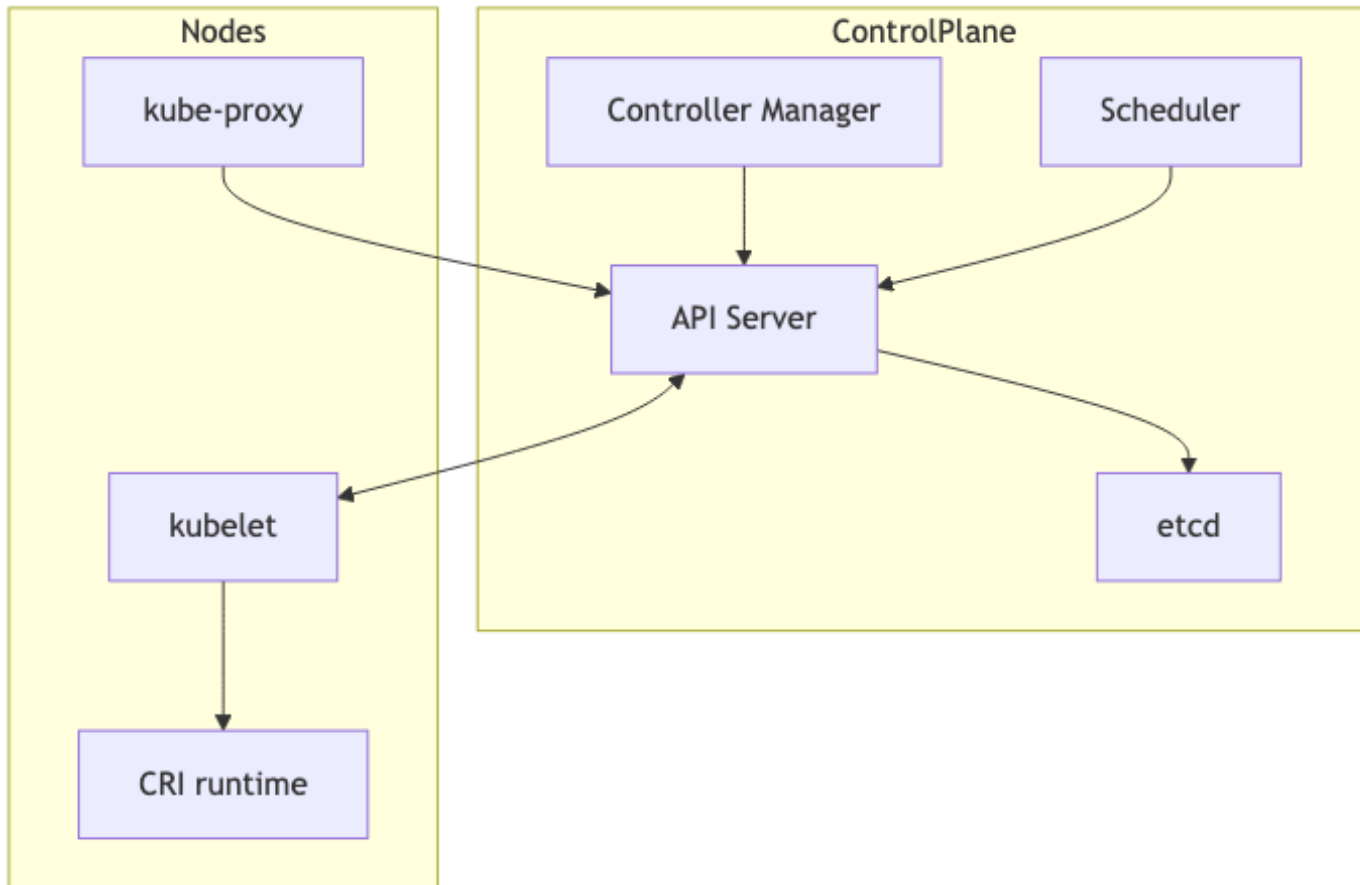 Nodes
ControlPlane
kube-proxy
Controller Manager
Scheduler
API Server
kubelet
etcd
CRI runtime